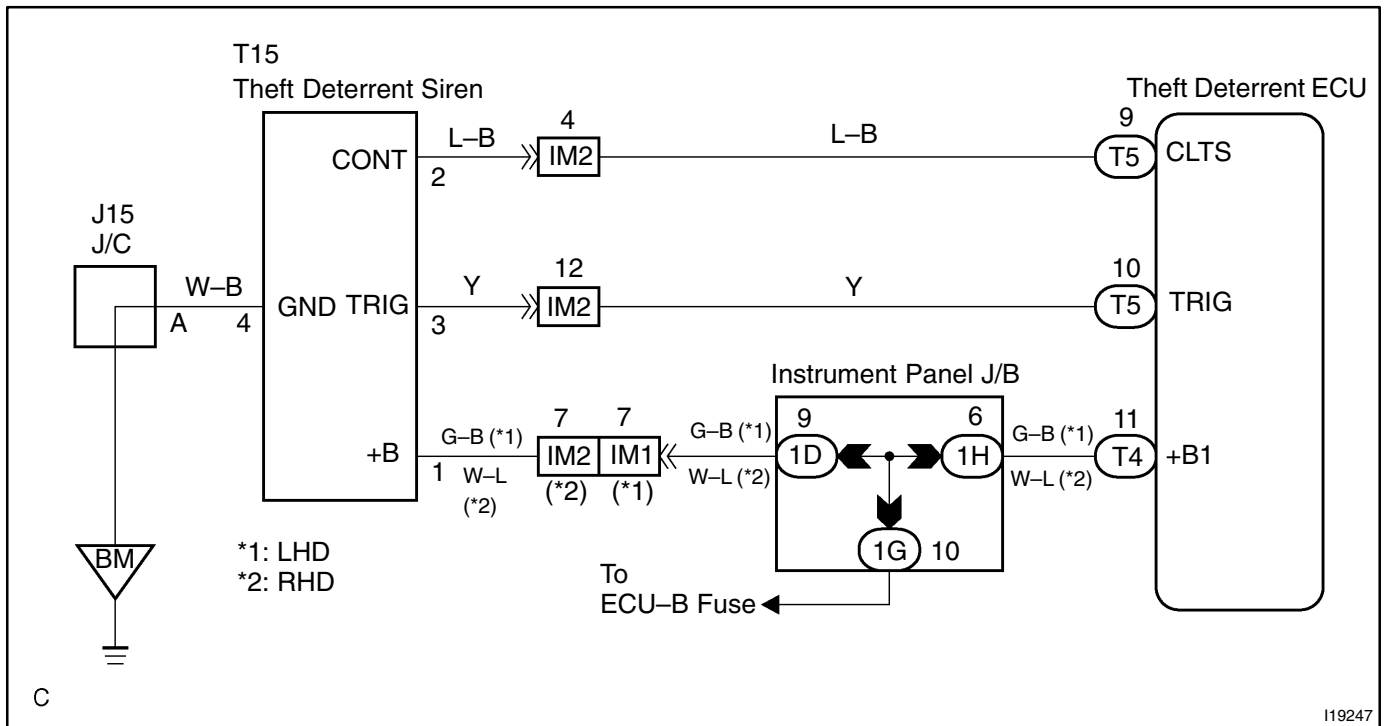 T15
Theft Deterrent Siren
Theft Deterrent ECU
CONT
2
L–B
4
IM2
L–B
9
T5
CLTS
J15
J/C
W–B
A
4
GND
TRIG
3
Y
12
IM2
Y
10
T5
TRIG
Instrument Panel J/B
+B
1
G–B (*1)
W–L
(*2)
7
7
IM2
IM1
(*2)
(*1)
G–B (*1)
W–L (*2)
9
1D
6
1H
G–B (*1)
W–L (*2)
11
T4
+B1
1G
10
To
ECU–B Fuse
BM
*1: LHD
*2: RHD
C
I19247